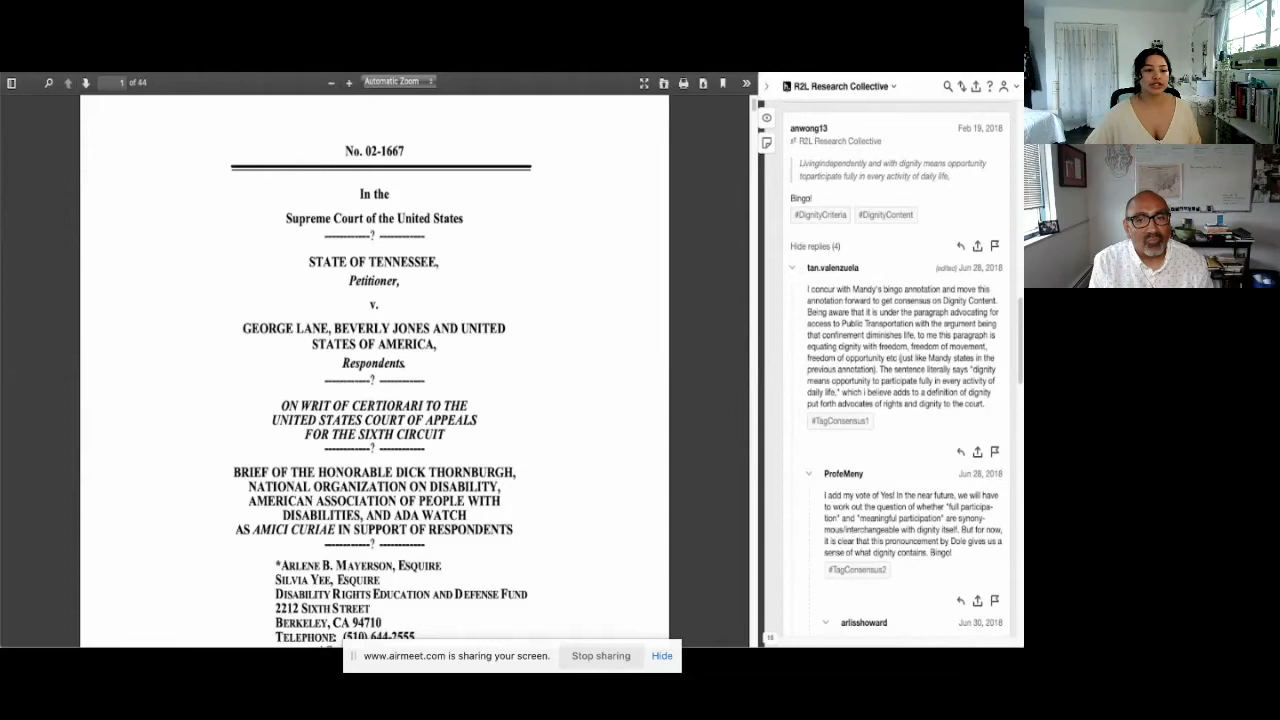 1 of 44
Automatic Zoom
No. 02-1667
In the
Supreme Court of the United States
------------? ------------
STATE OF TENNESSEE,
Petitioner,
v.
GEORGE LANE, BEVERLY JONES AND UNITED
STATES OF AMERICA,
Respondents.
------------? ------------
ON WRIT OF CERTIORARI TO THE
UNITED STATES COURT OF APPEALS
FOR THE SIXTH CIRCUIT
------------? ------------
BRIEF OF THE HONORABLE DICK THORNBURGH,
NATIONAL ORGANIZATION ON DISABILITY,
AMERICAN ASSOCIATION OF PEOPLE WITH
DISABILITIES, AND ADA WATCH
AS AMICI CURIAE IN SUPPORT OF RESPONDENTS
------------? ------------
*ARLENE B. MAYERSON, ESQUIRE
SILVIA YEE, ESQUIRE
DISABILITY RIGHTS EDUCATION AND DEFENSE FUND
2212 SIXTH STREET
BERKELEY, CA 94710
TELEPHONE: (510) 644-2555
R2L Research Collective
anwong13 Feb 19, 2018
R2L Research Collective
Livingindependently and with dignity means opportunity
toparticipate fully in every activity of daily life,
Bingo!
#DignityCriteria #DignityContent
Hide replies (4)
tan.valenzuela (edited) Jun 28, 2018
I concur with Mandy's bingo annotation and move this
annotation forward to get consensus on Dignity Content.
Being aware that it is under the paragraph advocating for
access to Public Transportation with the argument being
that confinement diminishes life, to me this paragraph is
equating dignity with freedom, freedom of movement,
freedom of opportunity etc (just like Mandy states in the
previous annotation). The sentence literally says "dignity
means opportunity to participate fully in every activity of
daily life," which i believe adds to a definition of dignity
put forth advocates of rights and dignity to the court.
#TagConsensus1
ProfeMeny Jun 28, 2018
I add my vote of Yes! In the near future, we will have
to work out the question of whether "full participa-
tion" and "meaningful participation" are synony-
mous/interchangeable with dignity itself. But for now,
it is clear that this pronouncement by Dole gives us a
sense of what dignity contains. Bingo!
#TagConsensus2
arlisshoward Jun 30, 2018
16
www.airmeet.com is sharing your screen. Stop sharing Hide